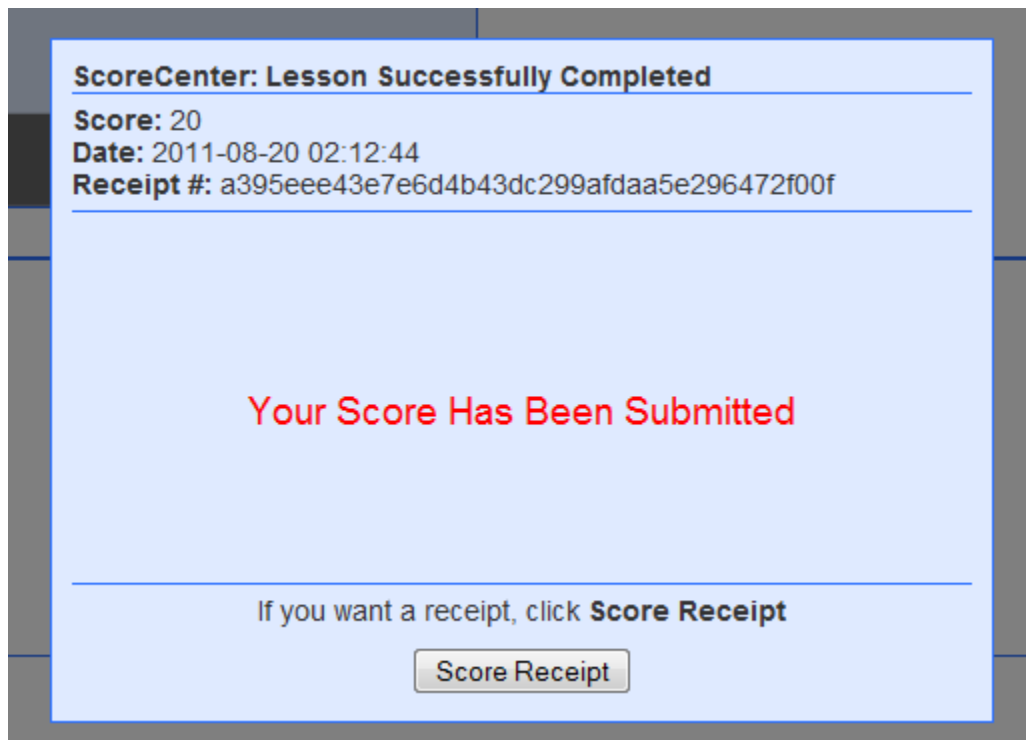 ScoreCenter: Lesson Successfully Completed
Score: 20
Date: 2011-08-20 02:12:44
Receipt #: a395eee43e7e6d4b43dc299afdaa5e296472f00f
Your Score Has Been Submitted
If you want a receipt, click Score Receipt
Score Receipt